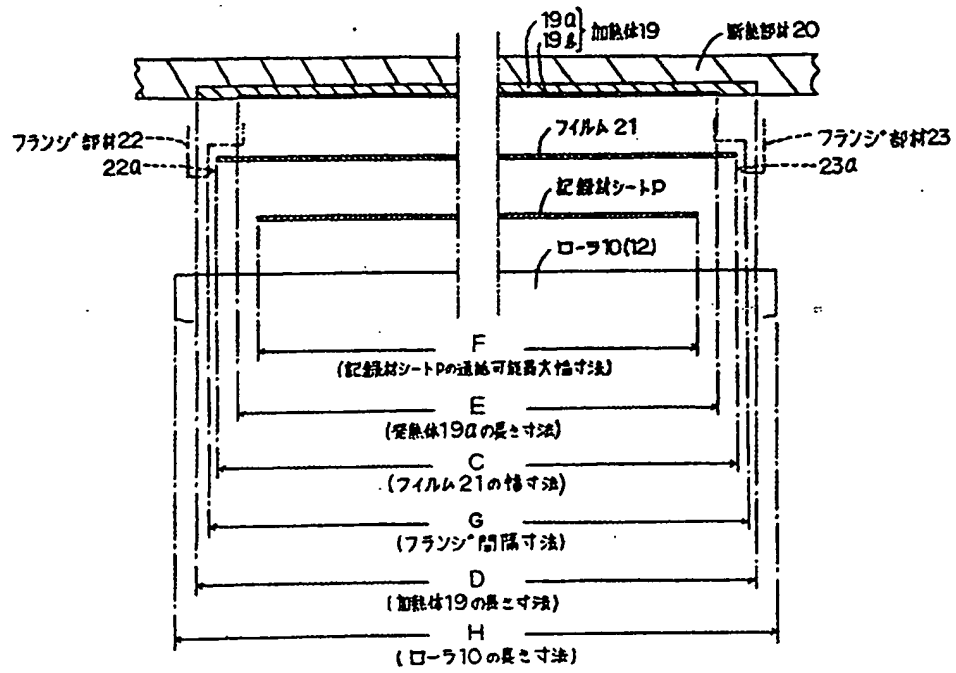 19a
19b } 加熱体19
断熱部材20
フランジ部材22
22a
フィルム21
フランジ部材23
23a
記録材シートP
ローラ10(12)
F
(記録材シートPの通紙可能最大幅寸法)
E
(発熱体19aの長さ寸法)
C
(フィルム21の幅寸法)
G
(フランジ間隔寸法)
D
(加熱体19の長さ寸法)
H
(ローラ10の長さ寸法)